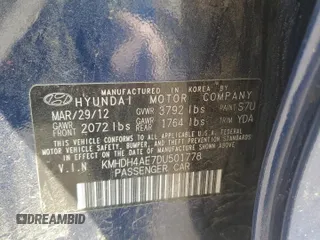 MANUFACTURED IN KOREA BY
HYUNDAI MOTOR COMPANY
MAR/29/12 GVWR 3792 lbs PAINT S7U
GAWR FRONT 2072 lbs GAWR REAR 1764 lbs TRIM YDA
THIS VEHICLE CONFORMS TO ALL APPLICABLE
FEDERAL MOTOR VEHICLE SAFETY, BUMPER,
AND THEFT PREVENTION STANDARDS IN EFFECT
ON THE DATE OF MANUFACTURE SHOWN ABOVE.
V.I.N. KMHDH4AE7DU501778
PASSENGER CAR
DREAMBID